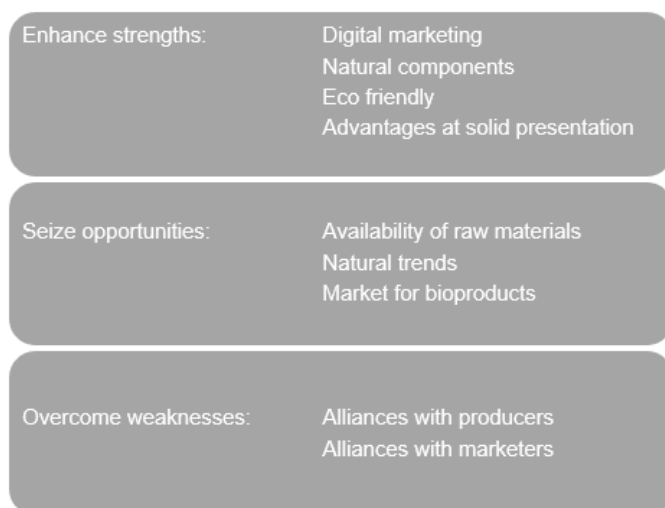 Enhance strengths: Digital marketing
Natural components
Eco friendly
Advantages at solid presentation
Seize opportunities: Availability of raw materials
Natural trends
Market for bioproducts
Overcome weaknesses: Alliances with producers
Alliances with marketers